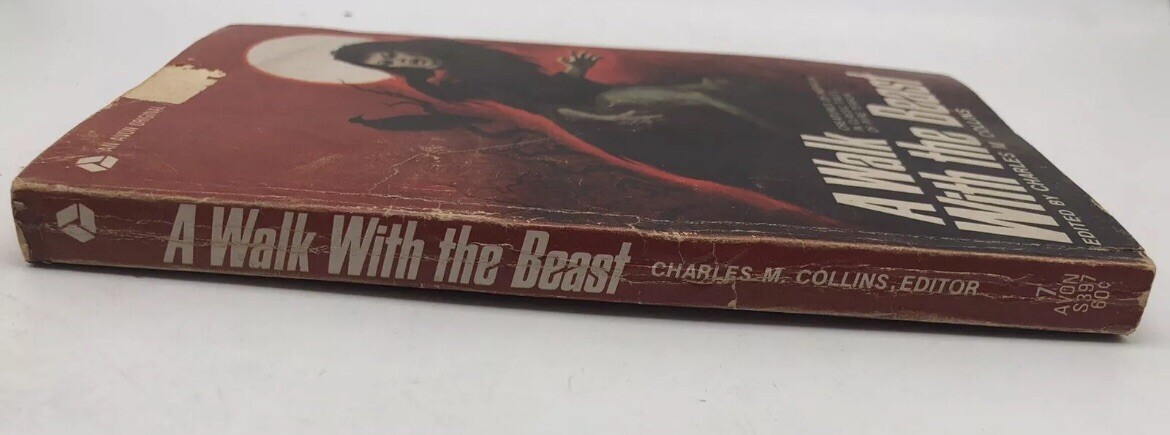 AN AVON ORIGINAL
A Walk
With the Beast
EDITED BY CHARLES M. COLLINS
A Walk With the Beast CHARLES M. COLLINS, EDITOR
AVON
S397
60¢